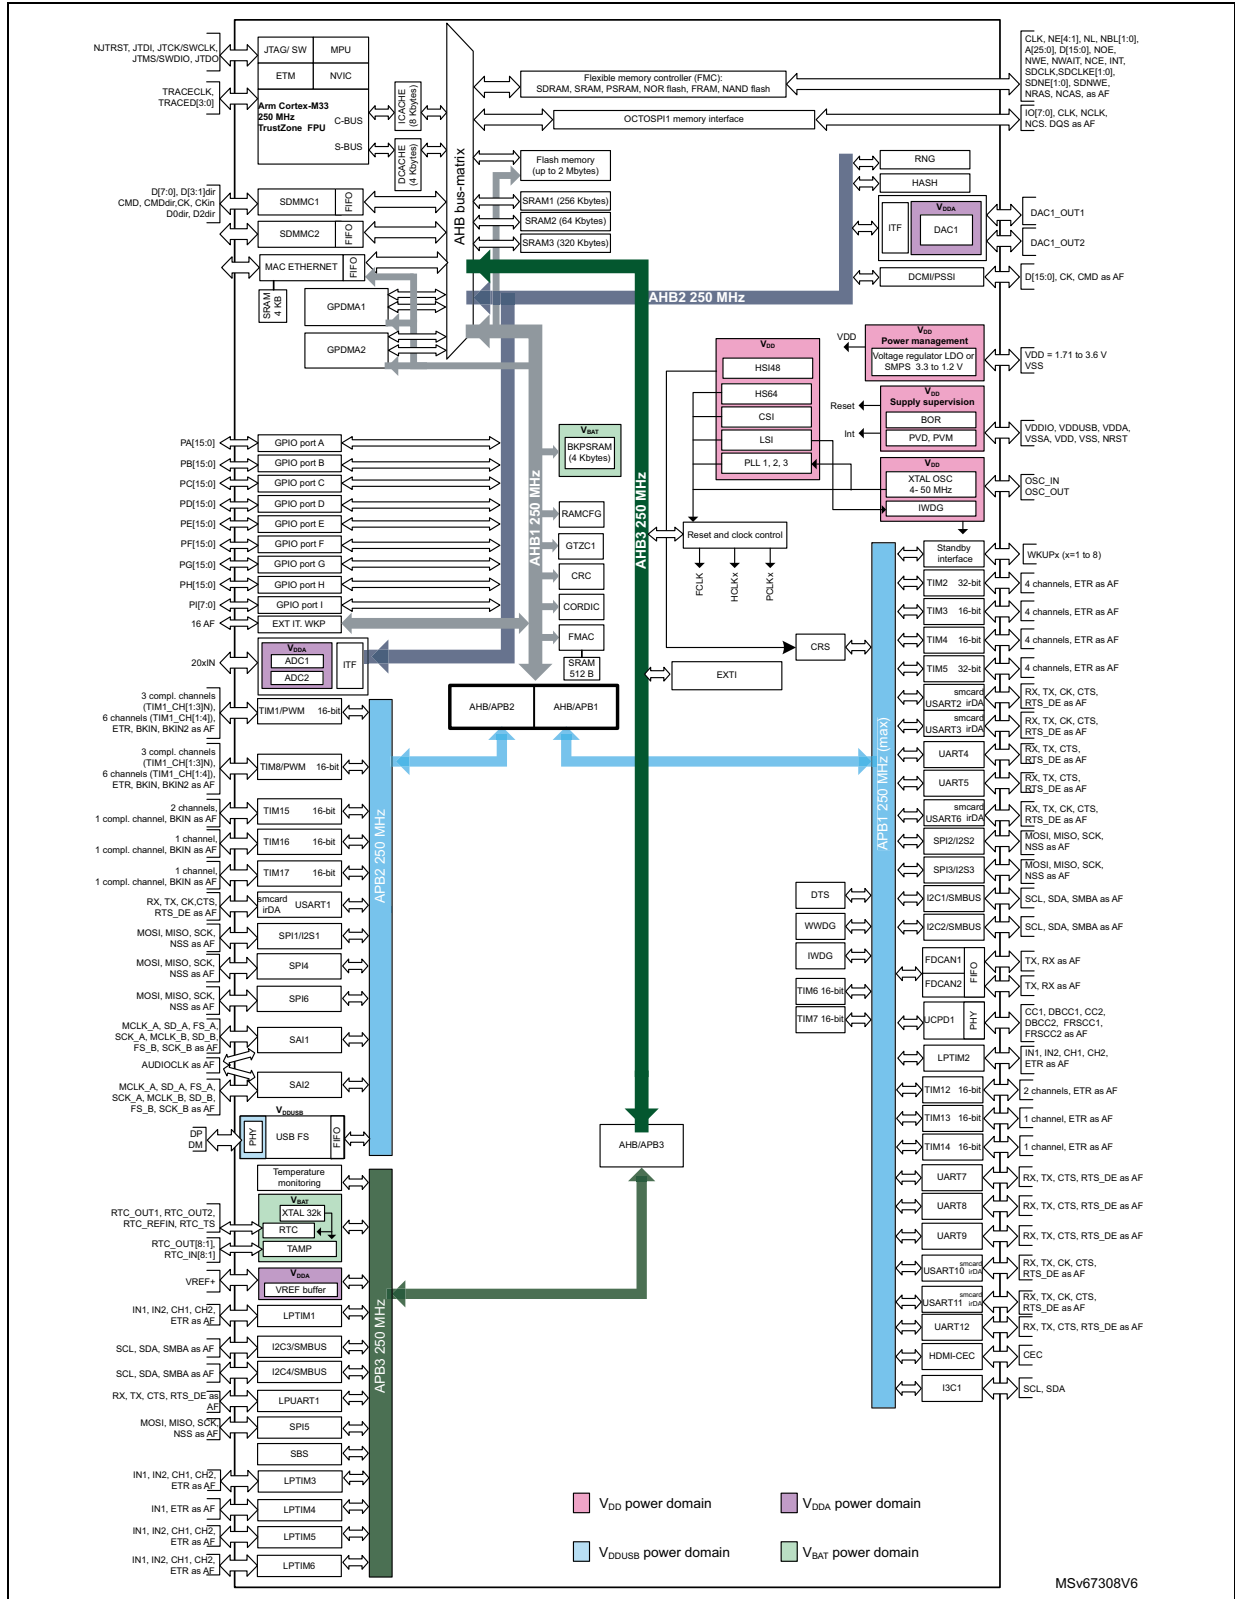 NJTRST, JTDI, JTCK/SWCLK,
JTMS/SWDIO, JTDO
TRACECLK,
TRACED[3:0]
JTAG/ SW
MPU
ETM
NVIC
Arm Cortex-M33
250 MHz
TrustZone FPU
C-BUS
S-BUS
ICACHE
(8 Kbytes)
DCACHE
(4 Kbytes)
AHB bus-matrix
Flexible memory controller (FMC):
SDRAM, SRAM, PSRAM, NOR flash, FRAM, NAND flash
OCTOSPI1 memory interface
CLK, NE[4:1], NL, NBL[1:0],
A[25:0], D[15:0], NOE,
NWE, NWAIT, NCE, INT,
SDCLK,SDCLKE[1:0],
SDNE[1:0], SDNWE,
NRAS, NCAS, as AF
IO[7:0], CLK, NCLK,
NCS. DQS as AF
Flash memory
(up to 2 Mbytes)
SRAM1 (256 Kbytes)
SRAM2 (64 Kbytes)
SRAM3 (320 Kbytes)
RNG
HASH
ITF
VDDA
DAC1
DAC1_OUT1
DAC1_OUT2
DCMI/PSSI
D[15:0], CK, CMD as AF
D[7:0], D[3:1]dir
CMD, CMDdir,CK, CKin
D0dir, D2dir
SDMMC1
FIFO
SDMMC2
FIFO
MAC ETHERNET
FIFO
SRAM
4 KB
GPDMA1
GPDMA2
AHB2 250 MHz
VDD
HSI48
HS64
CSI
LSI
PLL 1, 2, 3
VDD
VDD
Power management
Voltage regulator LDO or
SMPS 3.3 to 1.2 V
VDD = 1.71 to 3.6 V
VSS
Reset
Int
VDD
Supply supervision
BOR
PVD, PVM
VDDIO, VDDUSB, VDDA,
VSSA, VDD, VSS, NRST
VDD
XTAL OSC
4- 50 MHz
IWDG
OSC_IN
OSC_OUT
Reset and clock control
FCLK
HCLKx
PCLKx
PA[15:0]
GPIO port A
PB[15:0]
GPIO port B
PC[15:0]
GPIO port C
PD[15:0]
GPIO port D
PE[15:0]
GPIO port E
PF[15:0]
GPIO port F
PG[15:0]
GPIO port G
PH[15:0]
GPIO port H
PI[7:0]
GPIO port I
16 AF
EXT IT. WKP
20xIN
VDDA
ADC1
ADC2
ITF
AHB1 250 MHz
AHB3 250 MHz
VBAT
BKPSRAM
(4 Kbytes)
RAMCFG
GTZC1
CRC
CORDIC
FMAC
SRAM
512 B
CRS
EXTI
AHB/APB2
AHB/APB1
3 compl. channels
(TIM1_CH[1:3]N),
6 channels (TIM1_CH[1:4]),
ETR, BKIN, BKIN2 as AF
TIM1/PWM 16-bit
3 compl. channels
(TIM1_CH[1:3]N),
6 channels (TIM1_CH[1:4]),
ETR, BKIN, BKIN2 as AF
TIM8/PWM 16-bit
2 channels,
1 compl. channel, BKIN as AF
TIM15 16-bit
1 channel,
1 compl. channel, BKIN as AF
TIM16 16-bit
1 channel,
1 compl. channel, BKIN as AF
TIM17 16-bit
RX, TX, CK,CTS,
RTS_DE as AF
smcard
irDA USART1
MOSI, MISO, SCK,
NSS as AF
SPI1/I2S1
MOSI, MISO, SCK,
NSS as AF
SPI4
MOSI, MISO, SCK,
NSS as AF
SPI6
MCLK_A, SD_A, FS_A,
SCK_A, MCLK_B, SD_B,
FS_B, SCK_B as AF
SAI1
AUDIOCLK as AF
MCLK_A, SD_A, FS_A,
SCK_A, MCLK_B, SD_B,
FS_B, SCK_B as AF
SAI2
VDDUSB
DP
DM
PHY
USB FS
FIFO
APB2 250 MHz
Temperature
monitoring
VBAT
XTAL 32k
RTC
TAMP
RTC_OUT1, RTC_OUT2,
RTC_REFIN, RTC_TS
RTC_OUT[8:1],
RTC_IN[8:1]
VREF+
VDDA
VREF buffer
IN1, IN2, CH1, CH2,
ETR as AF
LPTIM1
SCL, SDA, SMBA as AF
I2C3/SMBUS
SCL, SDA, SMBA as AF
I2C4/SMBUS
RX, TX, CTS, RTS_DE as
AF
LPUART1
MOSI, MISO, SCK,
NSS as AF
SPI5
SBS
IN1, IN2, CH1, CH2,
ETR as AF
LPTIM3
IN1, ETR as AF
LPTIM4
IN1, IN2, CH1, CH2,
ETR as AF
LPTIM5
IN1, IN2, CH1, CH2,
ETR as AF
LPTIM6
APB3 250 MHz
AHB/APB3
DTS
WWDG
IWDG
TIM6 16-bit
TIM7 16-bit
APB1 250 MHz (max)
Standby
interface
WKUPx (x=1 to 8)
TIM2 32-bit
4 channels, ETR as AF
TIM3 16-bit
4 channels, ETR as AF
TIM4 16-bit
4 channels, ETR as AF
TIM5 32-bit
4 channels, ETR as AF
smcard
USART2 irDA
RX, TX, CK, CTS,
RTS_DE as AF
smcard
USART3 irDA
RX, TX, CK, CTS,
RTS_DE as AF
UART4
RX, TX, CTS,
RTS_DE as AF
UART5
RX, TX, CTS,
RTS_DE as AF
smcard
USART6 irDA
RX, TX, CK, CTS,
RTS_DE as AF
SPI2/I2S2
MOSI, MISO, SCK,
NSS as AF
SPI3/I2S3
MOSI, MISO, SCK,
NSS as AF
I2C1/SMBUS
SCL, SDA, SMBA as AF
I2C2/SMBUS
SCL, SDA, SMBA as AF
FDCAN1
FDCAN2
FIFO
TX, RX as AF
TX, RX as AF
UCPD1
PHY
CC1, DBCC1, CC2,
DBCC2, FRSCC1,
FRSCC2 as AF
LPTIM2
IN1, IN2, CH1, CH2,
ETR as AF
TIM12 16-bit
2 channels, ETR as AF
TIM13 16-bit
1 channel, ETR as AF
TIM14 16-bit
1 channel, ETR as AF
UART7
RX, TX, CTS, RTS_DE as AF
UART8
RX, TX, CTS, RTS_DE as AF
UART9
RX, TX, CTS, RTS_DE as AF
smcard
USART10 irDA
RX, TX, CK, CTS,
RTS_DE as AF
smcard
USART11 irDA
RX, TX, CK, CTS,
RTS_DE as AF
UART12
RX, TX, CTS, RTS_DE as AF
HDMI-CEC
CEC
I3C1
SCL, SDA
VDD power domain
VDDA power domain
VDDUSB power domain
VBAT power domain
MSv67308V6